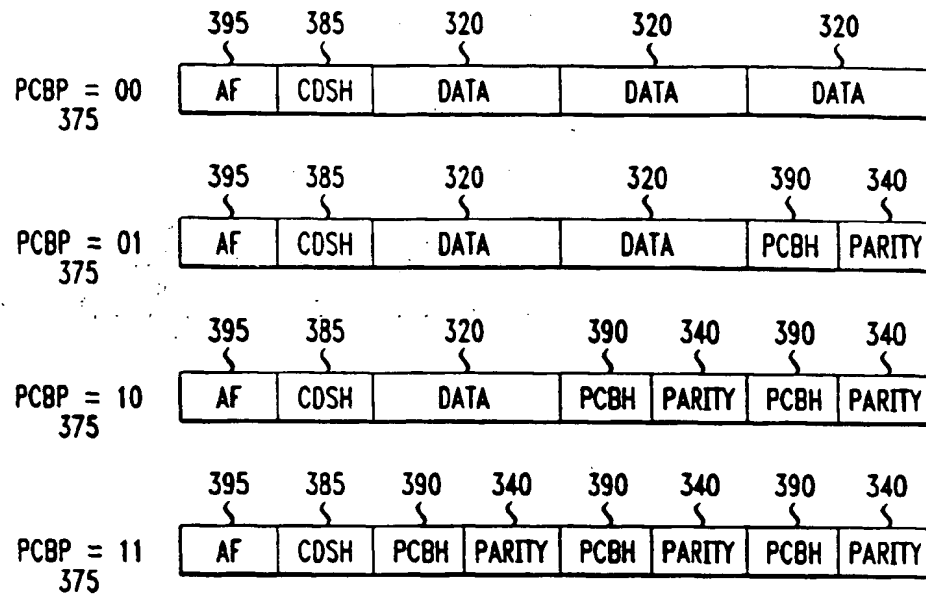 395 385 320 320 320
PCBP = 00 AF CDSH DATA DATA DATA
375
395 385 320 320 390 340
PCBP = 01 AF CDSH DATA DATA PCBH PARITY
375
395 385 320 390 340 390 340
PCBP = 10 AF CDSH DATA PCBH PARITY PCBH PARITY
375
395 385 390 340 390 340 390 340
PCBP = 11 AF CDSH PCBH PARITY PCBH PARITY PCBH PARITY
375